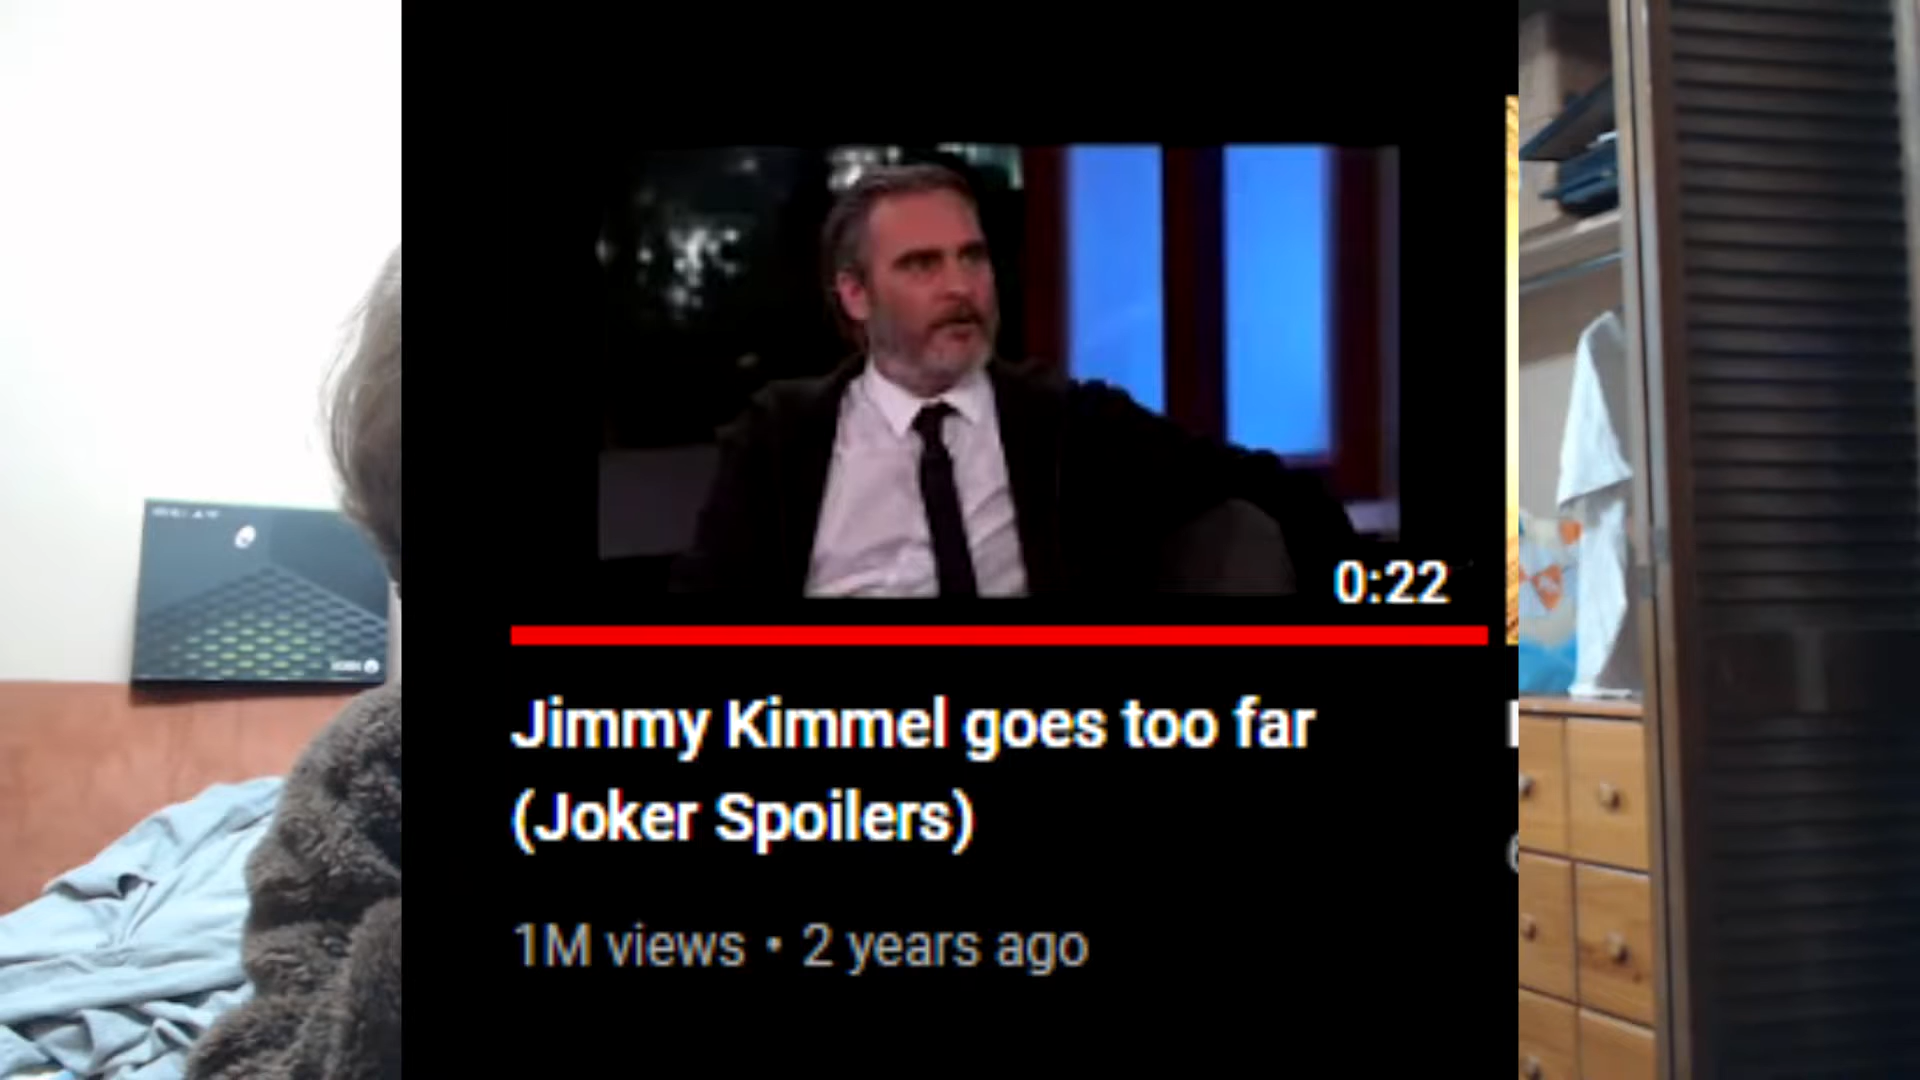 0:22
Jimmy Kimmel goes too far
(Joker Spoilers)
1M views • 2 years ago